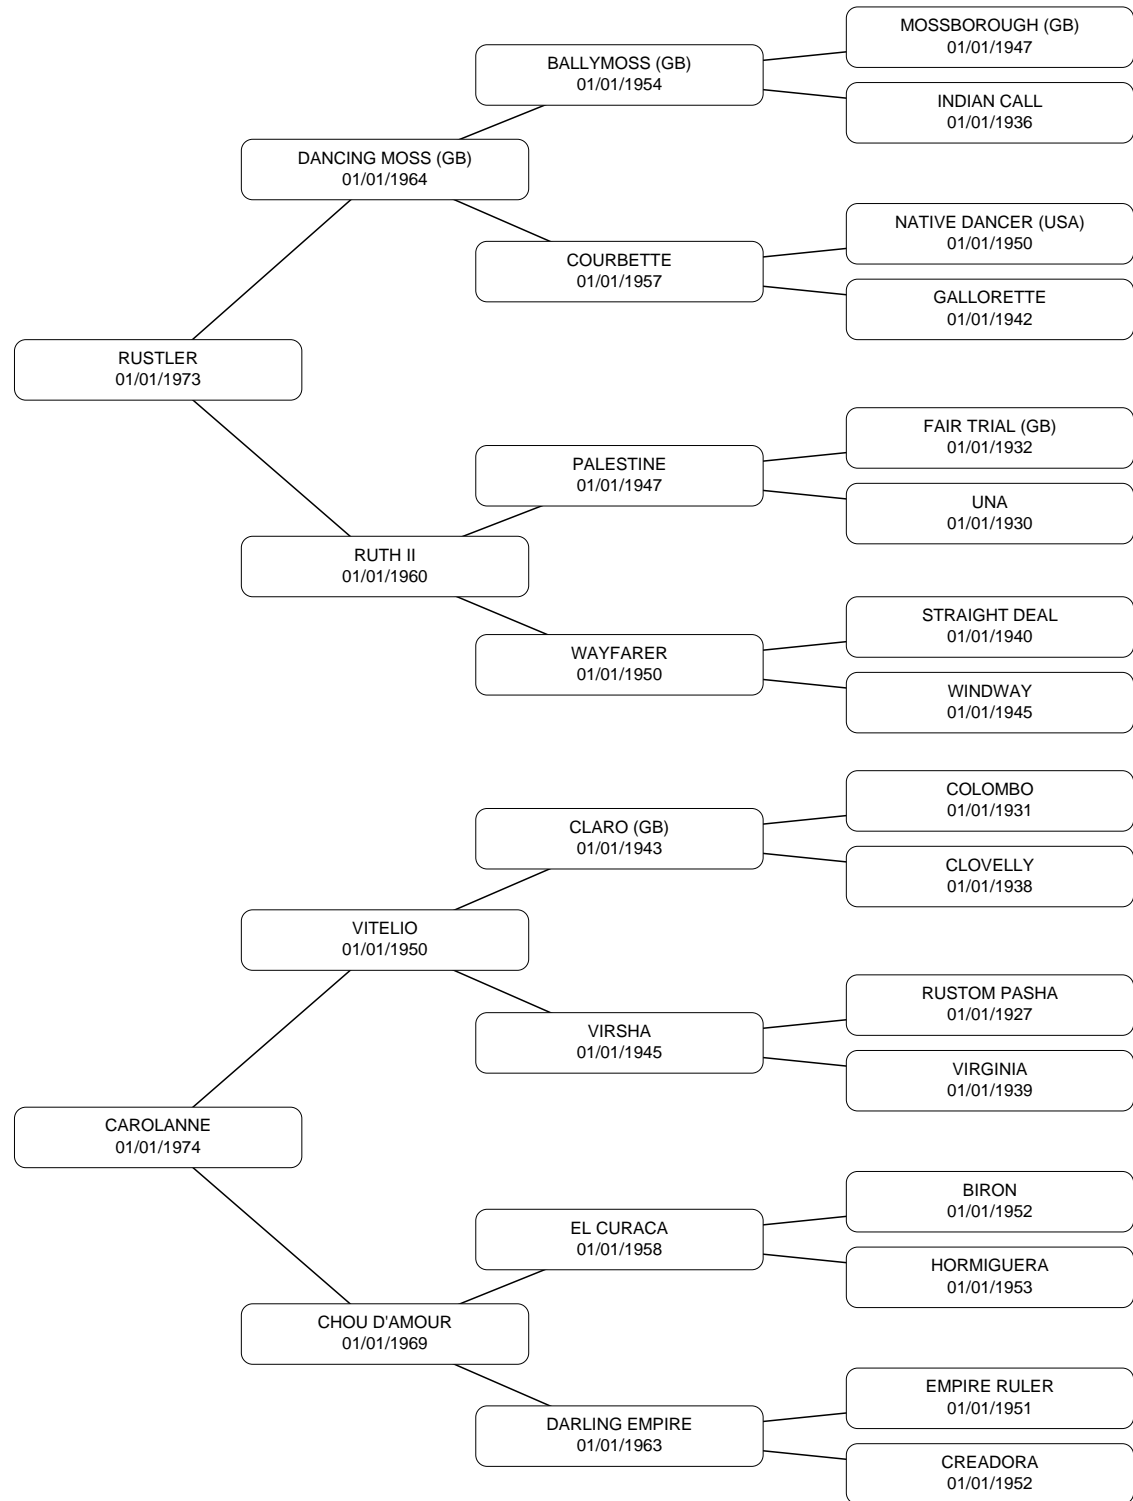 MOSSBOROUGH (GB)
01/01/1947
BALLYMOSS (GB)
01/01/1954
INDIAN CALL
01/01/1936
DANCING MOSS (GB)
01/01/1964
NATIVE DANCER (USA)
01/01/1950
COURBETTE
01/01/1957
GALLORETTE
01/01/1942
RUSTLER
01/01/1973
FAIR TRIAL (GB)
01/01/1932
PALESTINE
01/01/1947
UNA
01/01/1930
RUTH II
01/01/1960
STRAIGHT DEAL
01/01/1940
WAYFARER
01/01/1950
WINDWAY
01/01/1945
COLOMBO
01/01/1931
CLARO (GB)
01/01/1943
CLOVELLY
01/01/1938
VITELIO
01/01/1950
RUSTOM PASHA
01/01/1927
VIRSHA
01/01/1945
VIRGINIA
01/01/1939
CAROLANNE
01/01/1974
BIRON
01/01/1952
EL CURACA
01/01/1958
HORMIGUERA
01/01/1953
CHOU D'AMOUR
01/01/1969
EMPIRE RULER
01/01/1951
DARLING EMPIRE
01/01/1963
CREADORA
01/01/1952